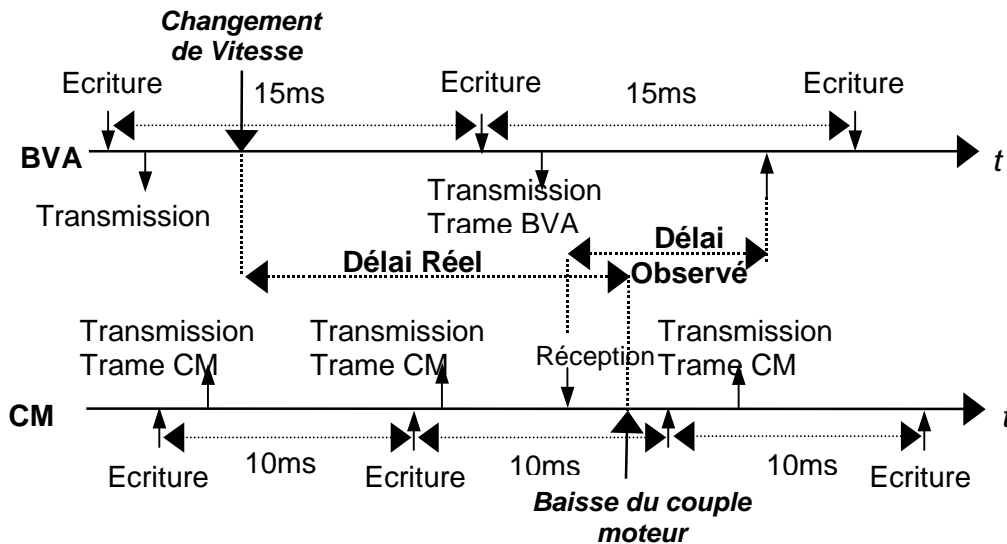 Changement
de Vitesse
Ecriture
15ms
Ecriture
15ms
Ecriture
BVA
t
Transmission
Transmission
Trame BVA
Délai Réel
Délai
Observé
Transmission
Trame CM
Transmission
Trame CM
Réception
Transmission
Trame CM
CM
t
10ms
10ms
10ms
Ecriture
Ecriture
Ecriture
Baisse du couple
moteur